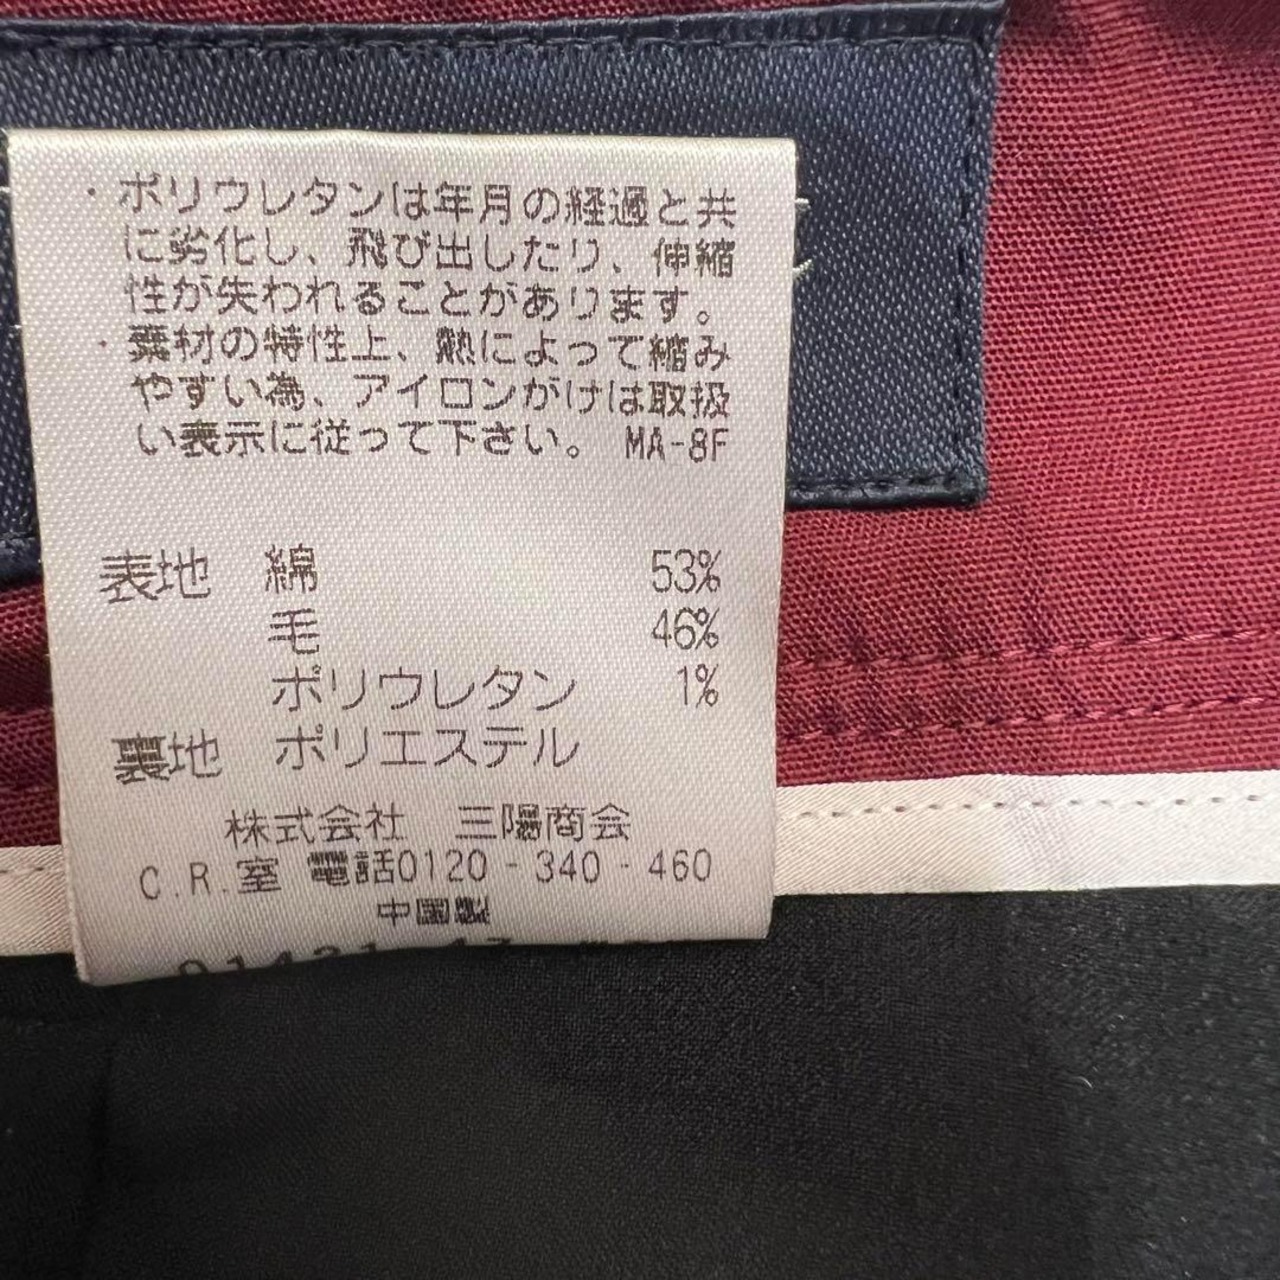 ・ポリウレタンは年月の経過と共
に劣化し、飛び出したり、伸縮
性が失われることがあります。
・素材の特性上、熱によって縮み
やすい為、アイロンがけは取扱
い表示に従って下さい。 MA-8F
表地 綿 53%
毛 46%
ポリウレタン 1%
裏地 ポリエステル
株式会社 三陽商会
C.R.室 電話0120-340-460
中国製